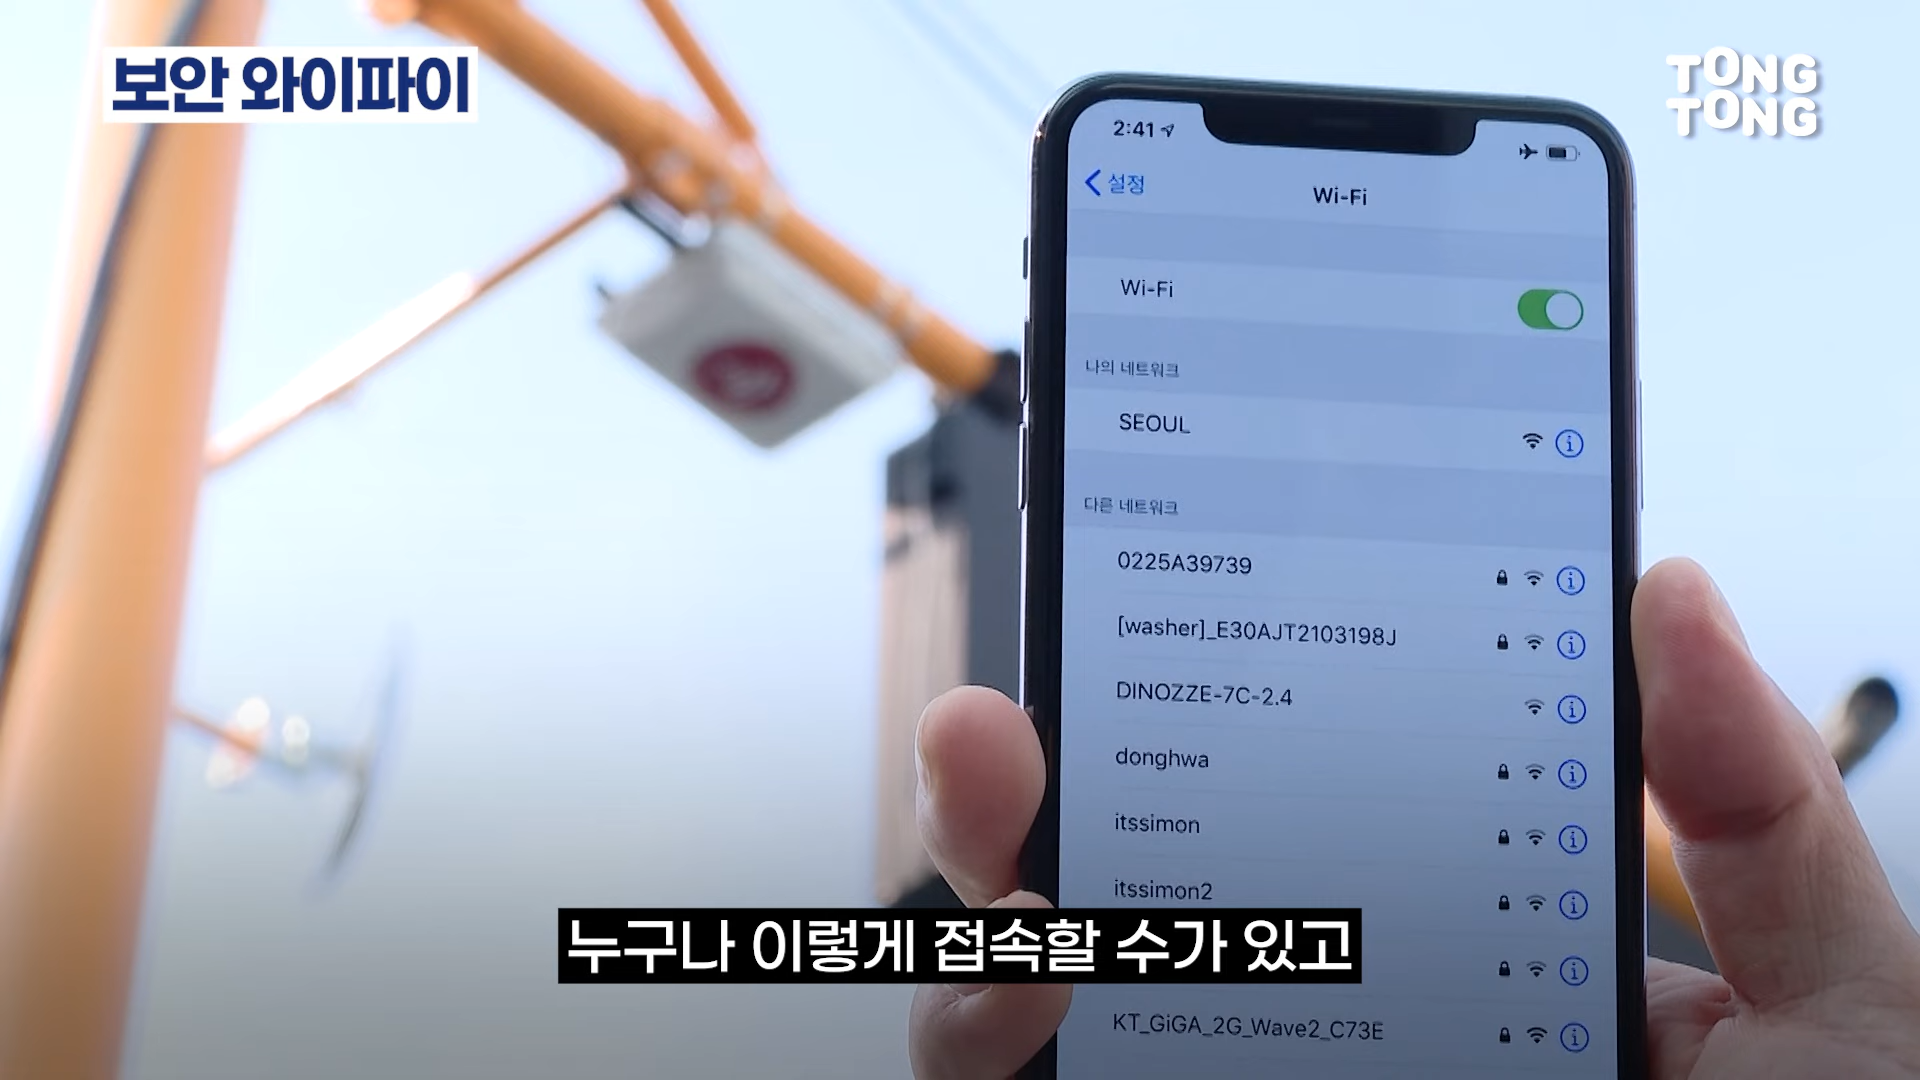 보안 와이파이
TONG
TONG
2:41
설정
Wi-Fi
Wi-Fi
나의 네트워크
SEOUL
다른 네트워크
0225A39739
[washer]_E30AJT2103198J
DINOZZE-7C-2.4
donghwa
itssimon
itssimon2
누구나 이렇게 접속할 수가 있고
KT_GiGA_2G_Wave2_C73E